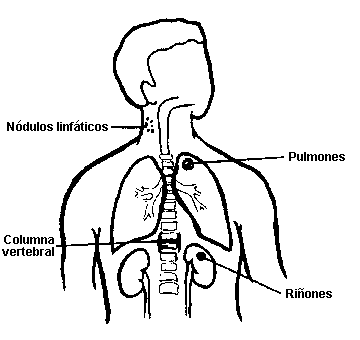 Nódulos linfáticos
Pulmones
Columna
vertebral
Riñones